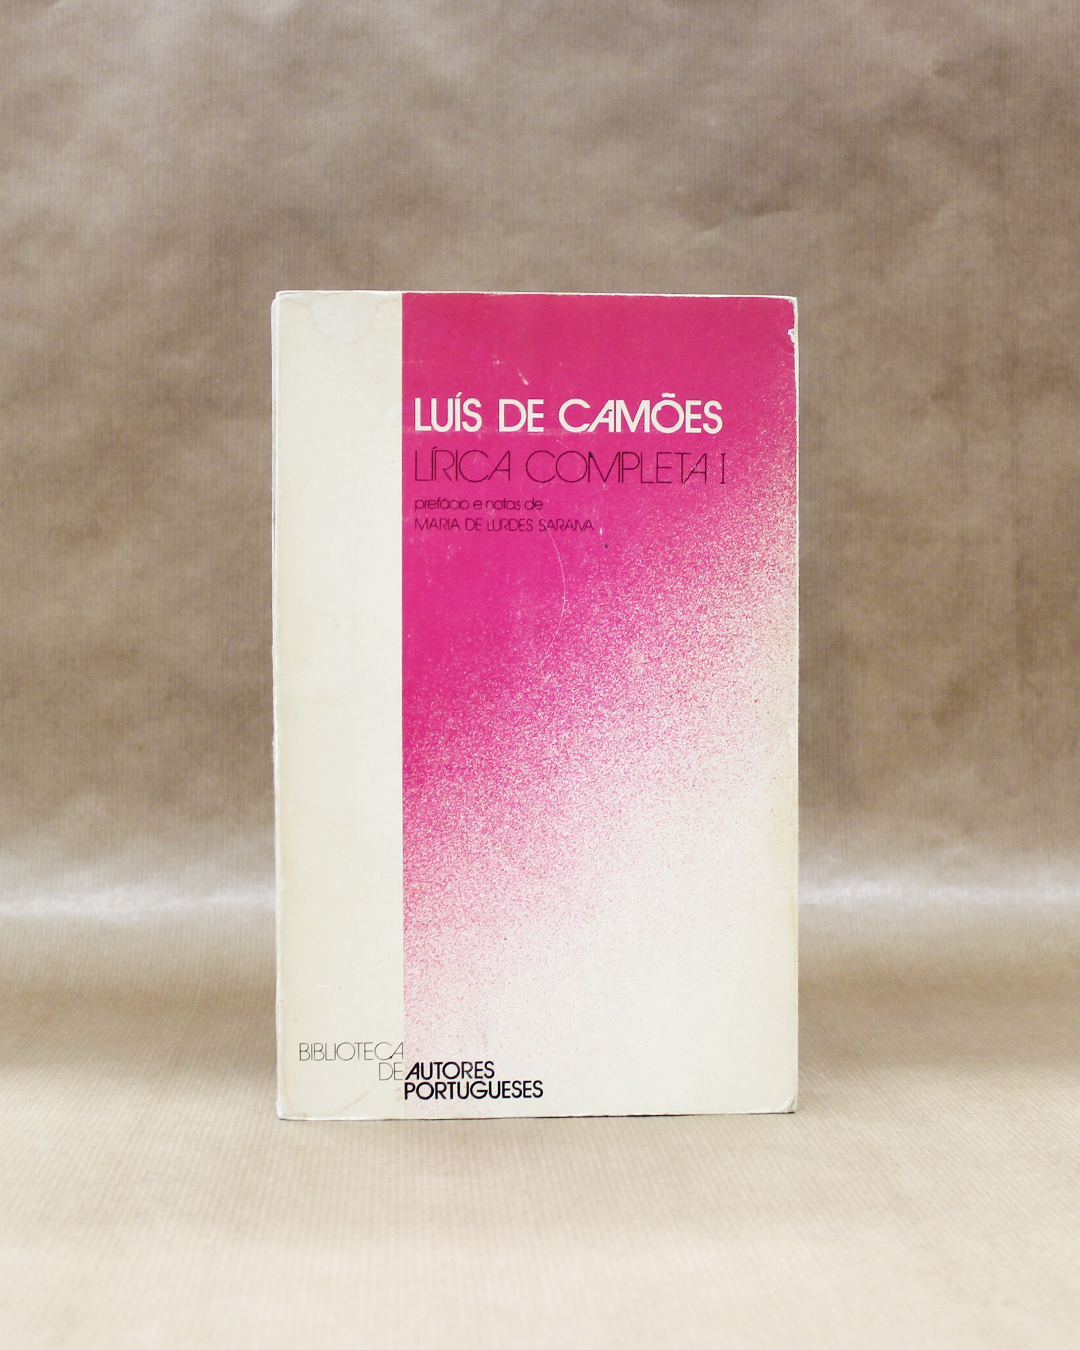 LUÍS DE CAMÕES
LÍRICA COMPLETA I
prefácio e notas de
MARIA DE LURDES SARAIVA
BIBLIOTECA
DE AUTORES
PORTUGUESES